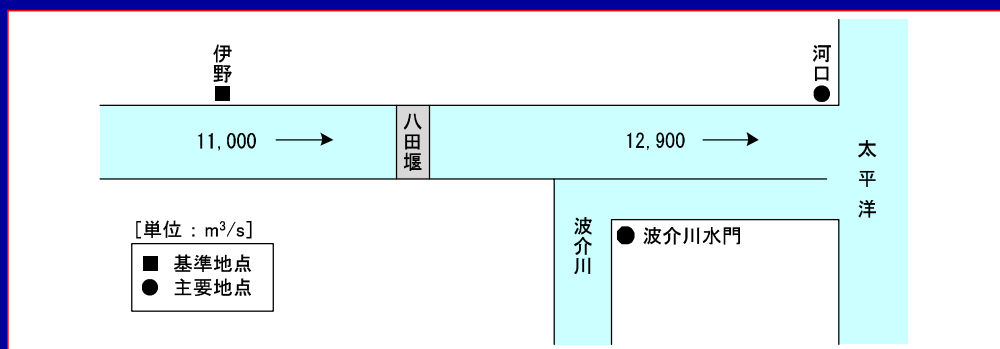 伊野
河口
11,000
八田堰
12,900
太平洋
波介川
波介川水門
[単位：m³/s]
基準地点
主要地点